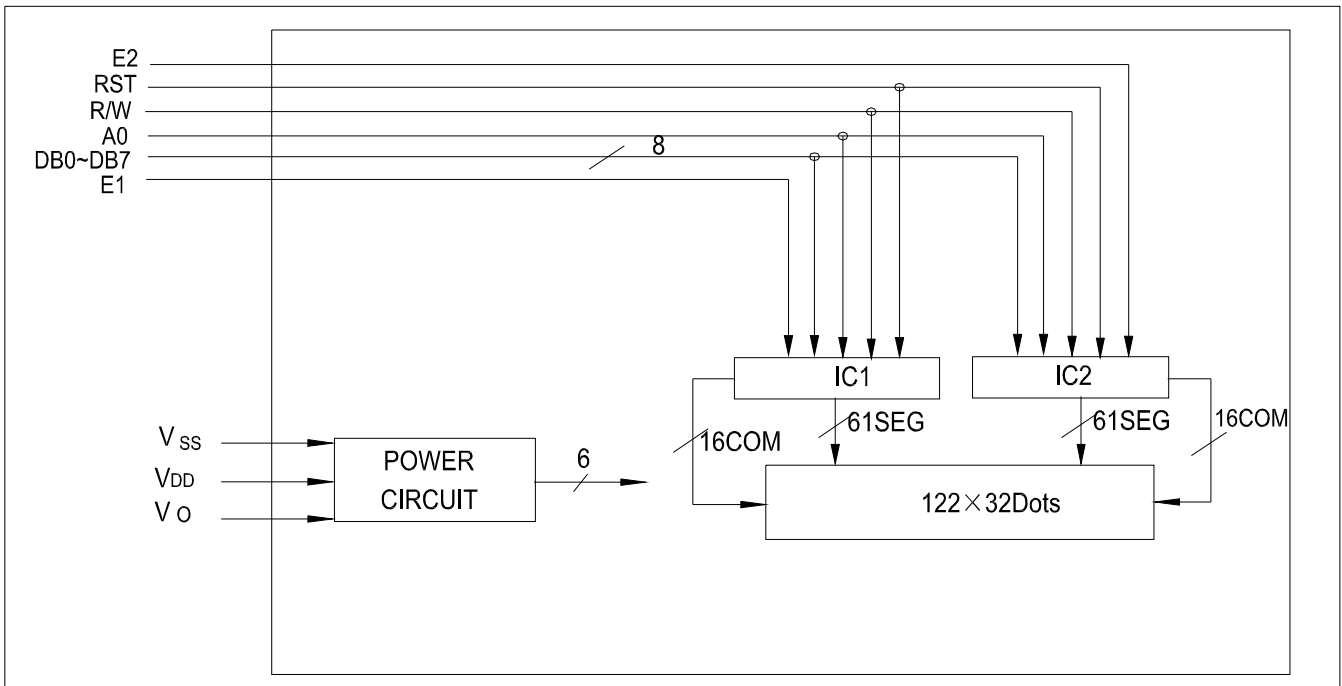 E2
RST
R/W
A0
DB0~DB7
8
E1
IC1
IC2
16COM
61SEG
61SEG
16COM
VSS
VDD
VO
POWER
CIRCUIT
6
122×32Dots